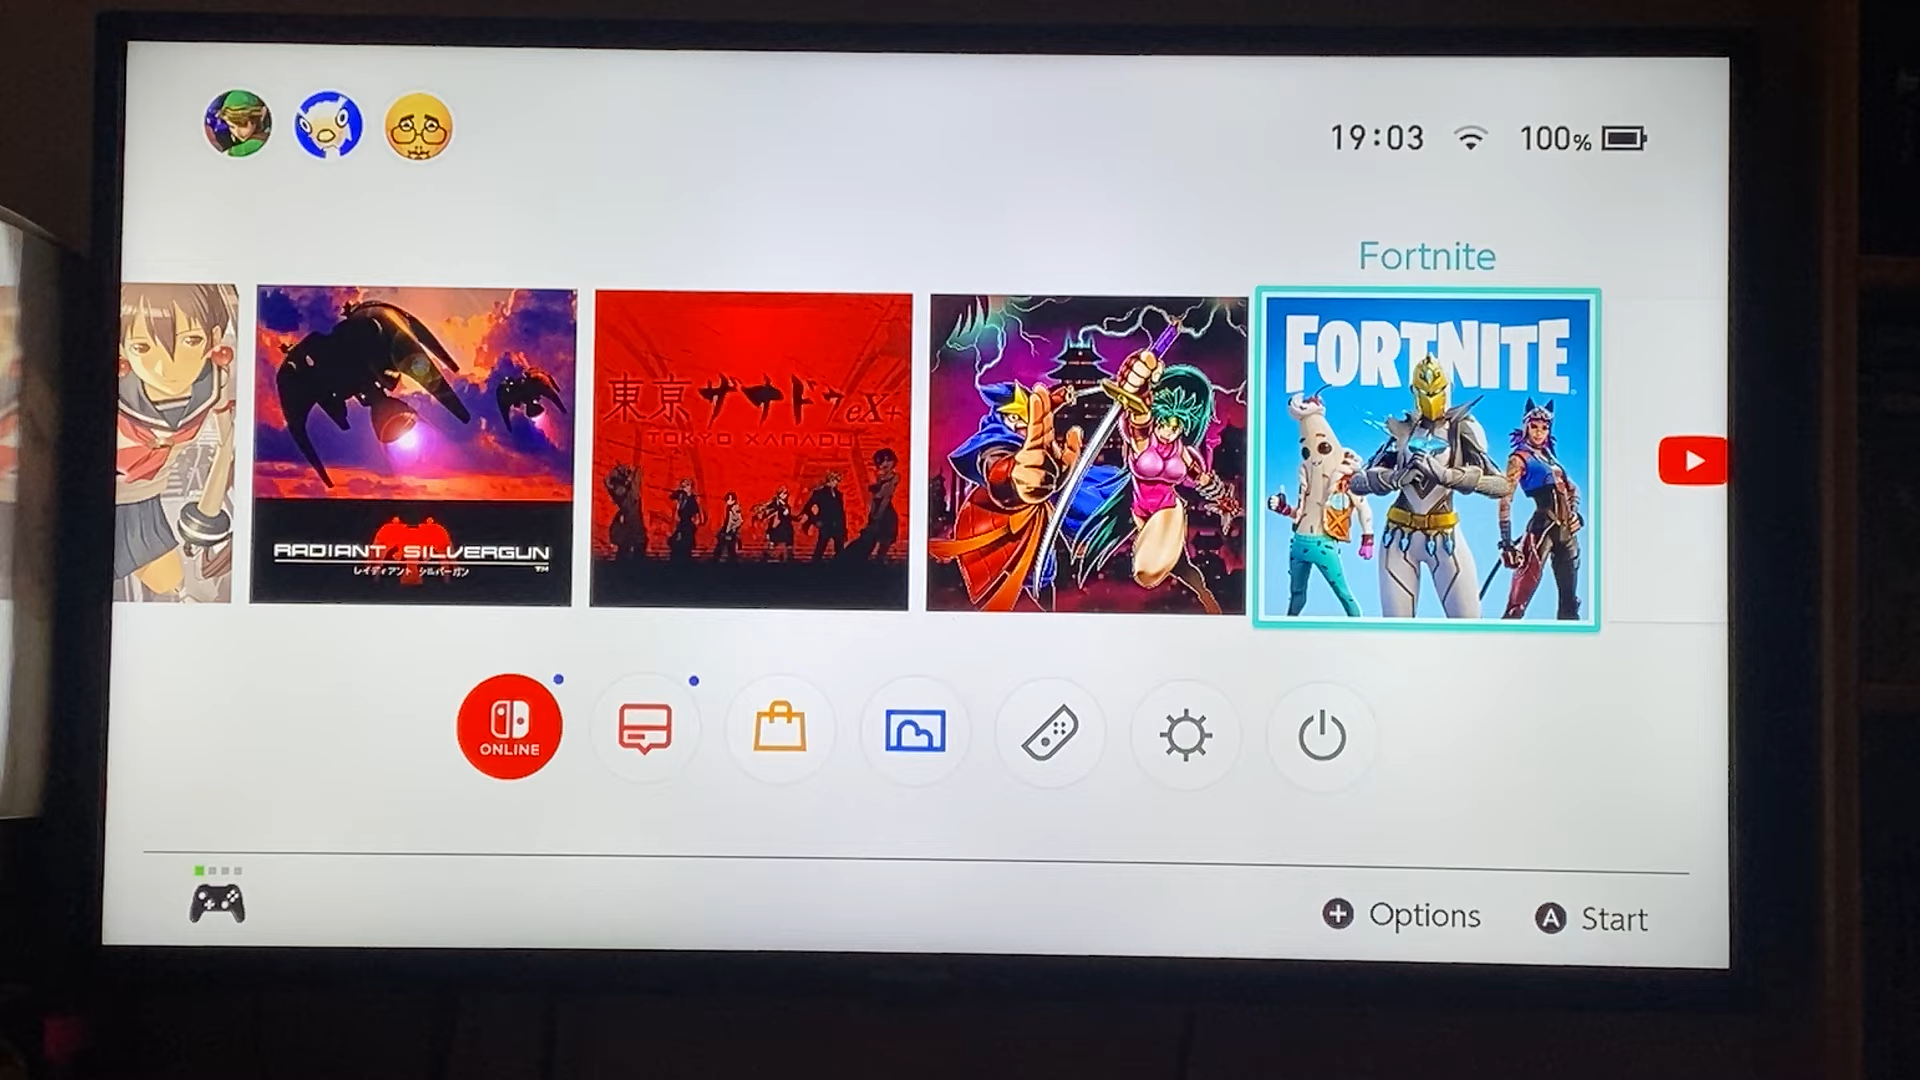 19:03
100%
Fortnite
FORTNITE
東京ザナドゥeX+
TOKYO XANADU
RADIANT SILVERGUN
レイディアント シルバーガン
TM
ONLINE
Options
A Start